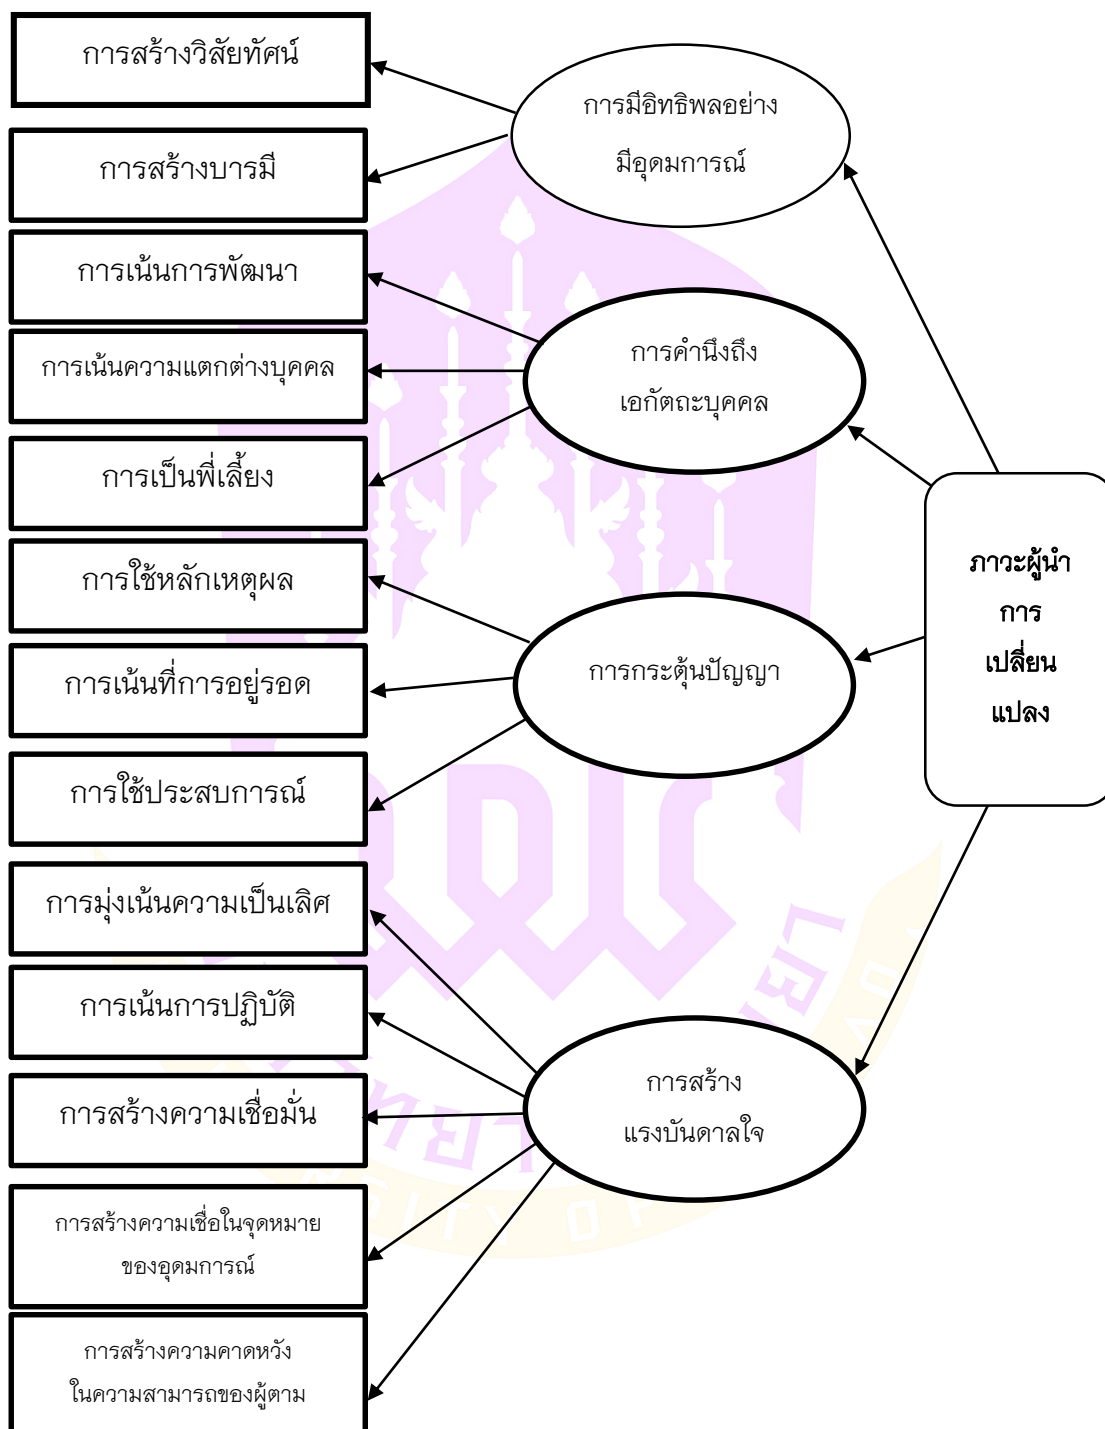 การสร้างวิสัยทัศน์
การสร้างบารมี
การเน้นการพัฒนา
การเน้นความแตกต่างบุคคล
การเป็นพี่เลี้ยง
การใช้หลักเหตุผล
การเน้นที่การอยู่รอด
การใช้ประสบการณ์
การมุ่งเน้นความเป็นเลิศ
การเน้นการปฏิบัติ
การสร้างความเชื่อมั่น
การสร้างความเชื่อในจุดหมาย
ของอุดมการณ์
การสร้างความคาดหวัง
ในความสามารถของผู้ตาม
การมีอิทธิพลอย่าง
มีอุดมการณ์
การคำนึงถึง
เอกัตถะบุคคล
การกระตุ้นปัญญา
การสร้าง
แรงบันดาลใจ
ภาวะผู้นำ
การ
เปลี่ยน
แปลง